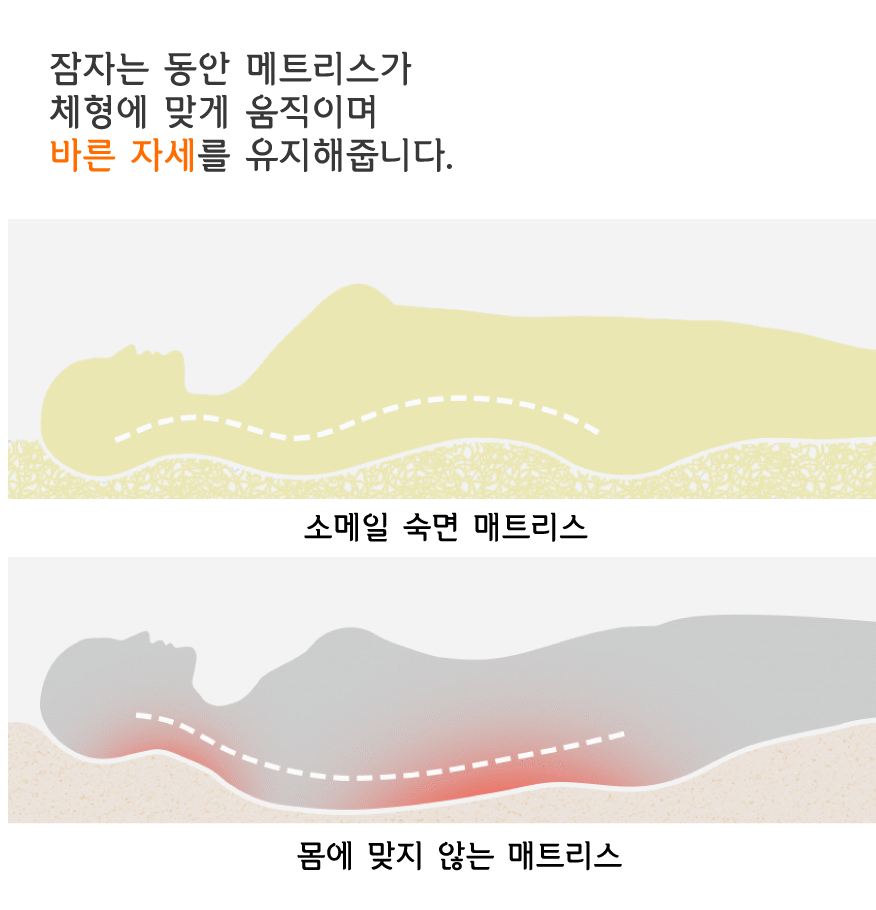 잠자는 동안 메트리스가
체형에 맞게 움직이며
바른 자세를 유지해줍니다.
소메일 숙면 매트리스
몸에 맞지 않는 매트리스